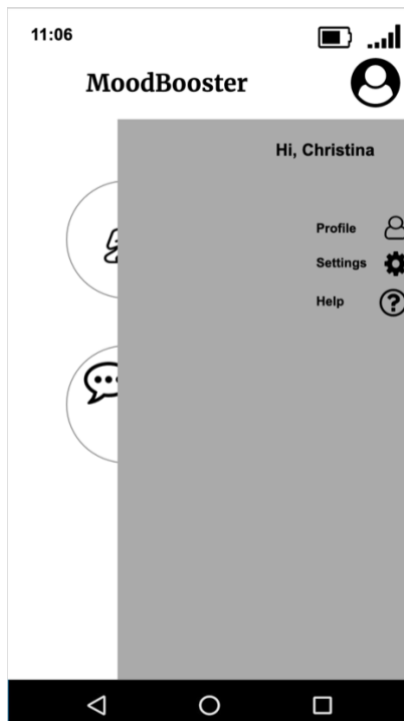 11:06
MoodBooster
Hi, Christina
Profile
Settings
Help
?